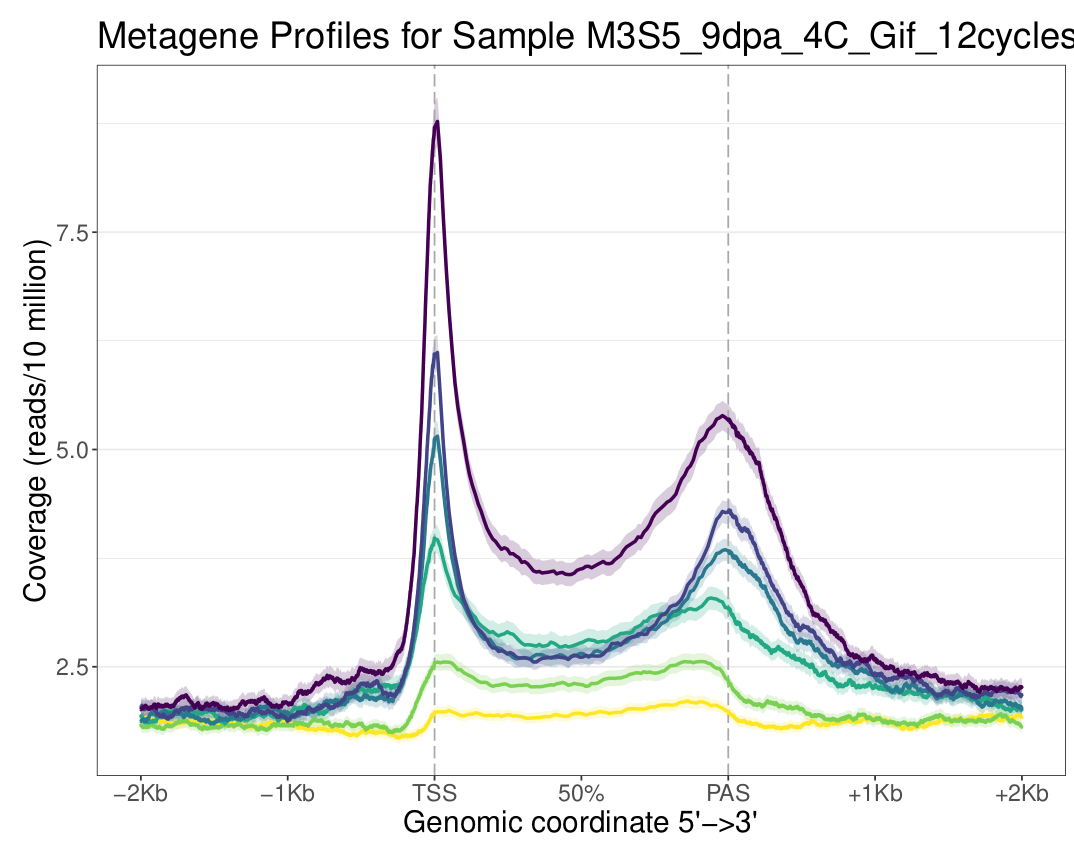 Metagene Profiles for Sample M3S5_9dpa_4C_Gif_12cycles
Coverage (reads/10 million)
7.5
5.0
2.5
−2Kb
−1Kb
TSS
50%
PAS
+1Kb
+2Kb
Genomic coordinate 5'−>3'